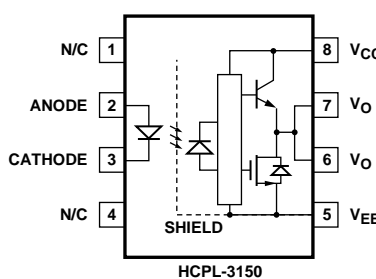 N/C 1
8 VCC
ANODE 2
7 VO
CATHODE 3
6 VO
N/C 4
5 VEE
SHIELD
HCPL-3150